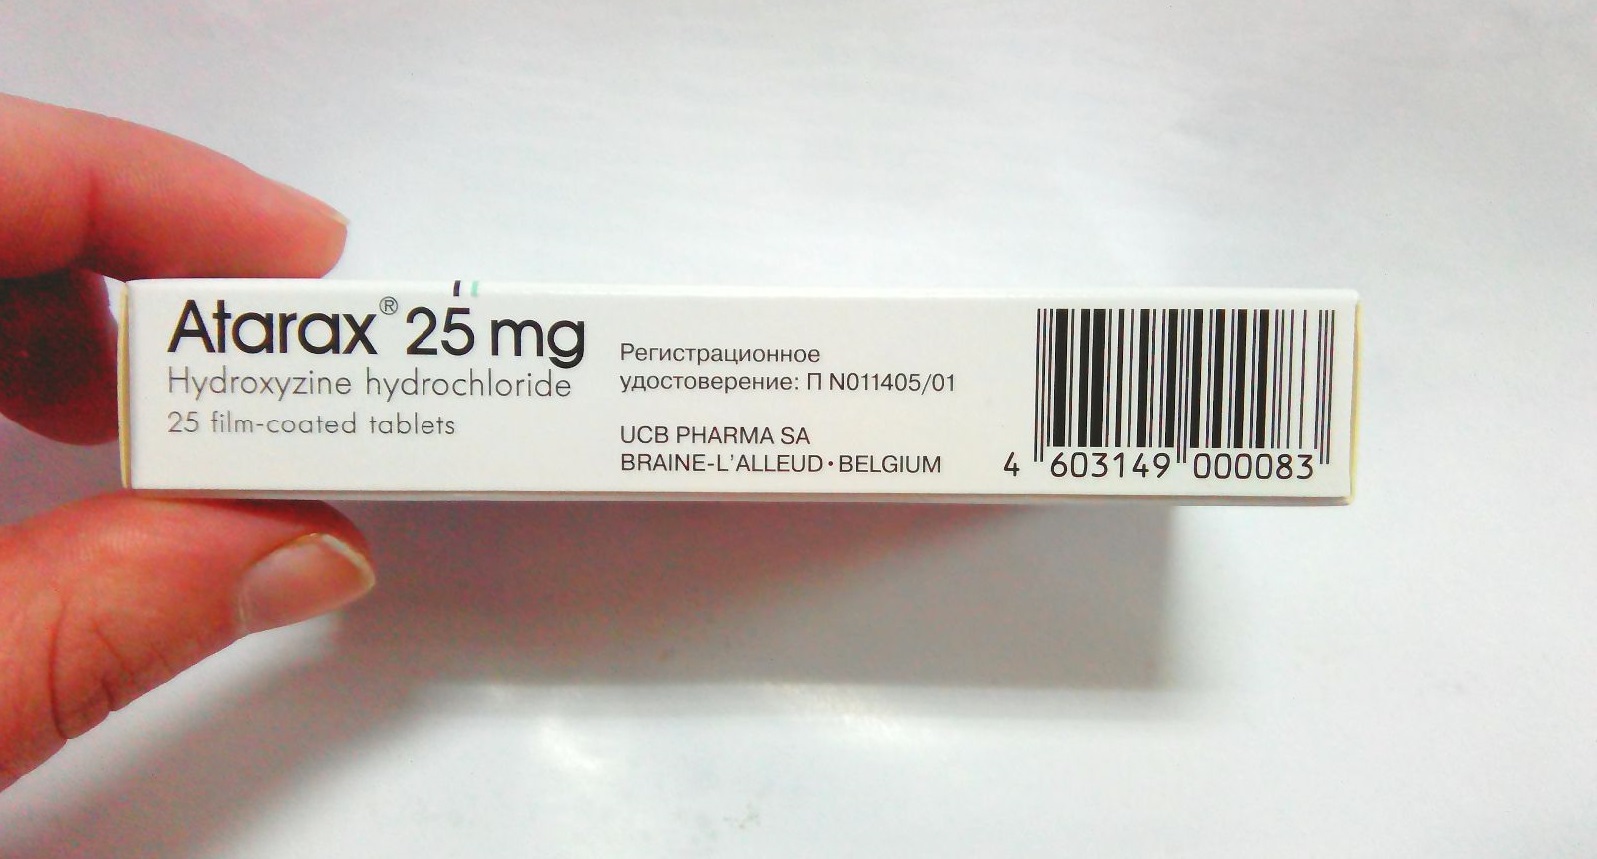 Atarax® 25 mg
Hydroxyzine hydrochloride
25 film-coated tablets
Регистрационное
удостоверение: П N011405/01
UCB PHARMA SA
BRAINE-L'ALLEUD • BELGIUM
4 603149 000083